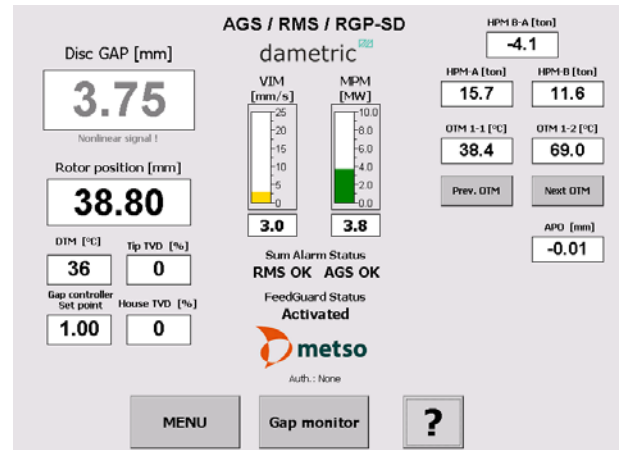 AGS / RMS / RGP-SD
dametric
Disc GAP [mm]
3.75
Nonlinear signal !
Rotor position [mm]
38.80
DTM [°C]
36
Tip TVD [%]
0
Gap controller
Set point
1.00
House TVD [%]
0
VIM
[mm/s]
25
20
15
10
5
0
3.0
MPM
[MW]
10.0
8.0
6.0
4.0
2.0
0.0
3.8
Sum Alarm Status
RMS OK AGS OK
FeedGuard Status
Activated
metso
Auth.: None
HPM B-A [ton]
-4.1
HPM-A [ton]
15.7
HPM-B [ton]
11.6
OTM 1-1 [°C]
38.4
OTM 1-2 [°C]
69.0
Prev. OTM
Next OTM
APO [mm]
-0.01
MENU
Gap monitor
?